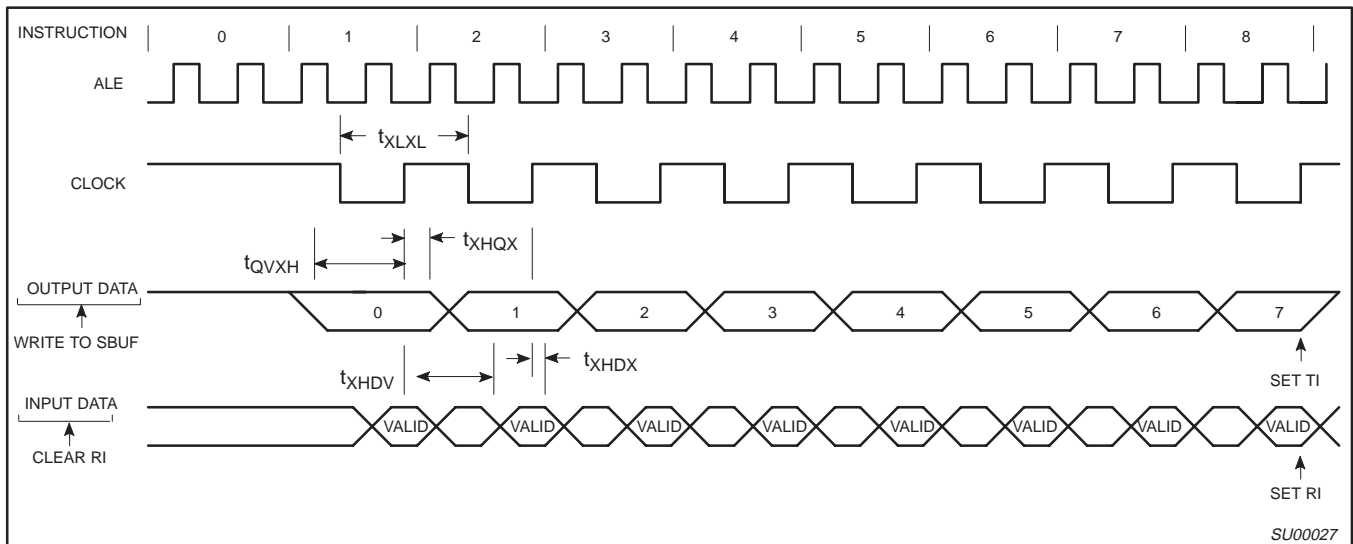 INSTRUCTION 0 1 2 3 4 5 6 7 8
ALE
tXLXL
CLOCK
tXHQX
tQVXH
OUTPUT DATA
0 1 2 3 4 5 6 7
WRITE TO SBUF
tXHDX
tXHDV
SET TI
INPUT DATA
VALID VALID VALID VALID VALID VALID VALID VALID
CLEAR RI
SET RI
SU00027